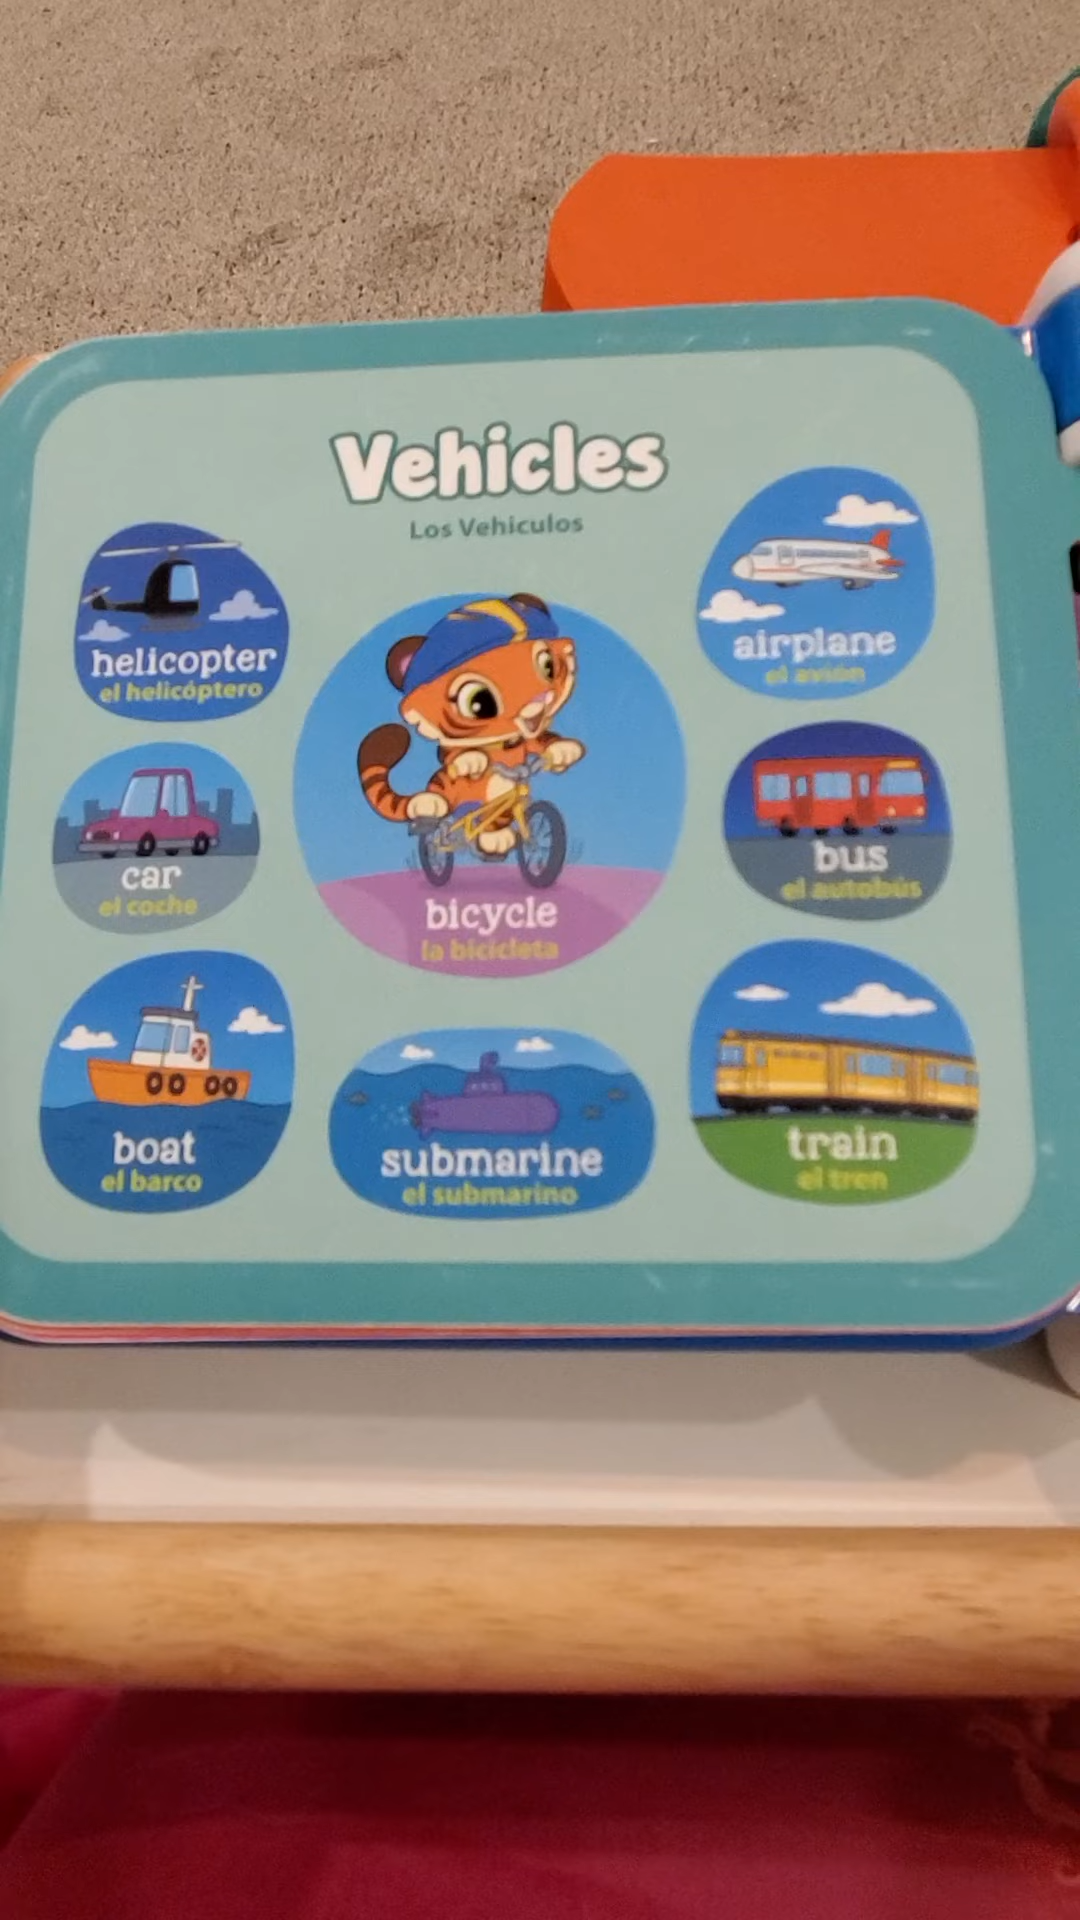 Vehicles
Los Vehiculos
helicopter
el helicóptero
airplane
el avión
car
el coche
bicycle
la bicicleta
bus
el autobús
boat
el barco
submarine
el submarino
train
el tren